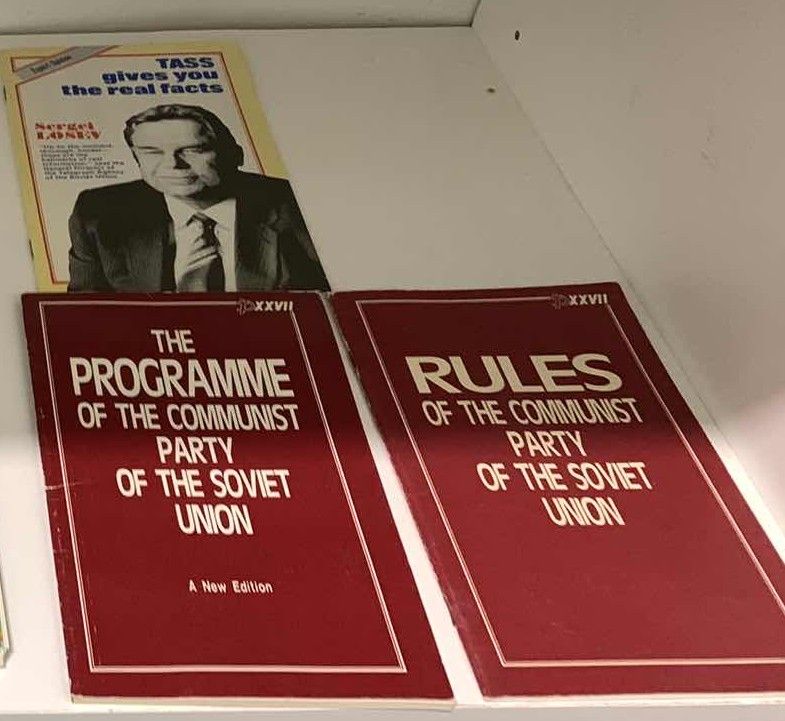 TASS
gives you
the real facts
Sergei
LOSEV
XXVII
THE
PROGRAMME
OF THE COMMUNIST
PARTY
OF THE SOVIET
UNION
A New Edition
XXVII
RULES
OF THE COMMUNIST
PARTY
OF THE SOVIET
UNION